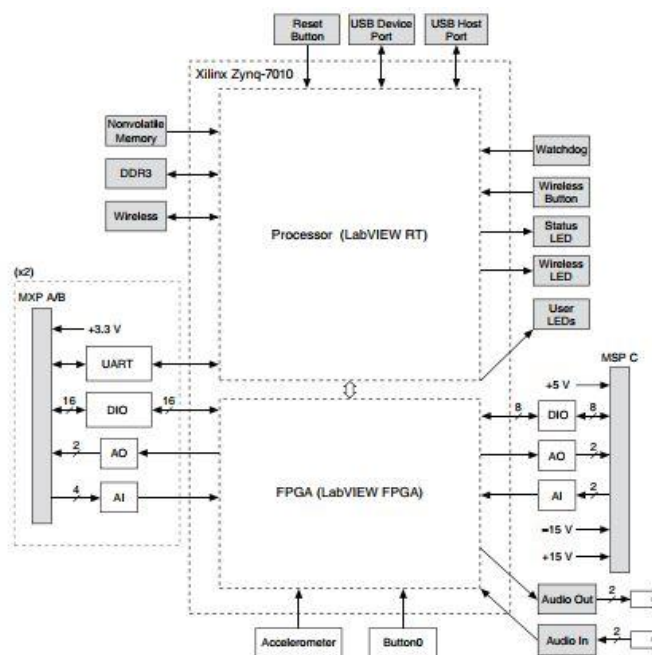 Reset
Button
USB Device
Port
USB Host
Port
Xilinx Zynq-7010
Nonvolatile
Memory
DDR3
Wireless
Processor (LabVIEW RT)
Watchdog
Wireless
Button
Status
LED
Wireless
LED
User
LEDs
(x2)
MXP A/B
+3.3 V
UART
16
DIO
16
2
AO
4
AI
FPGA (LabVIEW FPGA)
MSP C
+5 V
8
DIO
8
AO
2
AI
2
–15 V
+15 V
Audio Out
2
Audio In
2
Accelerometer
Button0